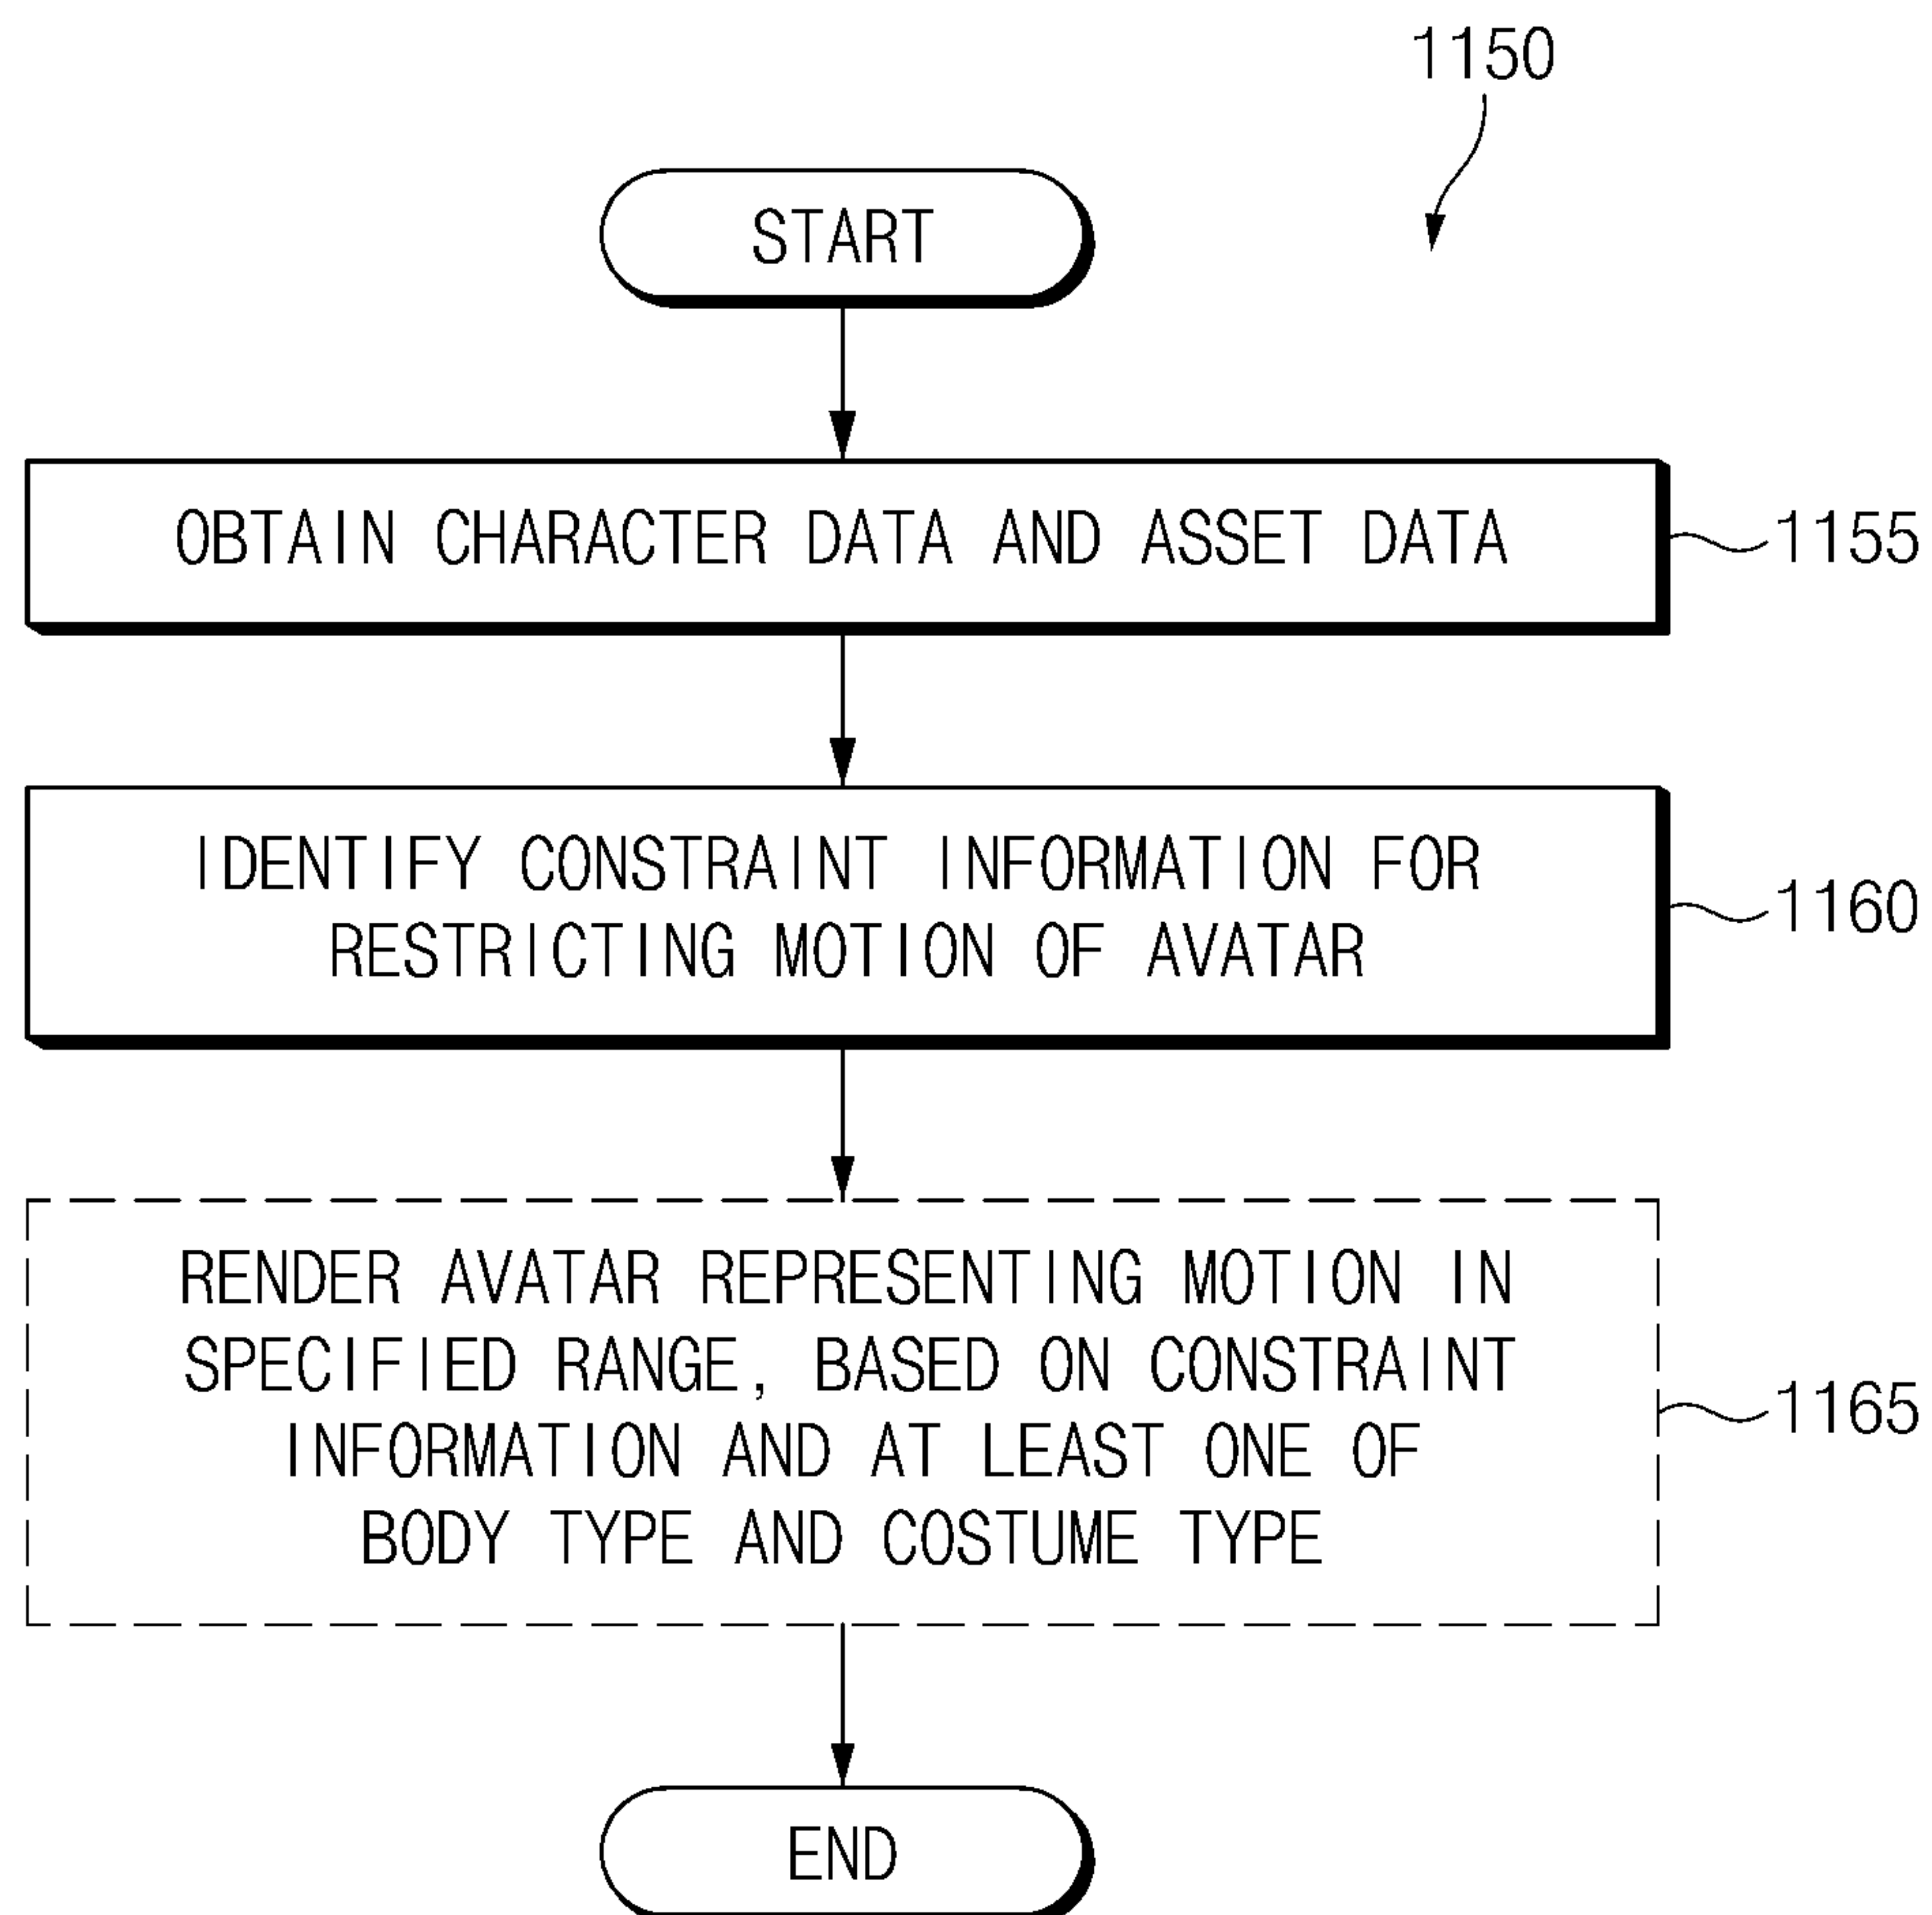 1150
START
OBTAIN CHARACTER DATA AND ASSET DATA
1155
IDENTIFY CONSTRAINT INFORMATION FOR
RESTRICTING MOTION OF AVATAR
1160
RENDER AVATAR REPRESENTING MOTION IN
SPECIFIED RANGE, BASED ON CONSTRAINT
INFORMATION AND AT LEAST ONE OF
BODY TYPE AND COSTUME TYPE
1165
END